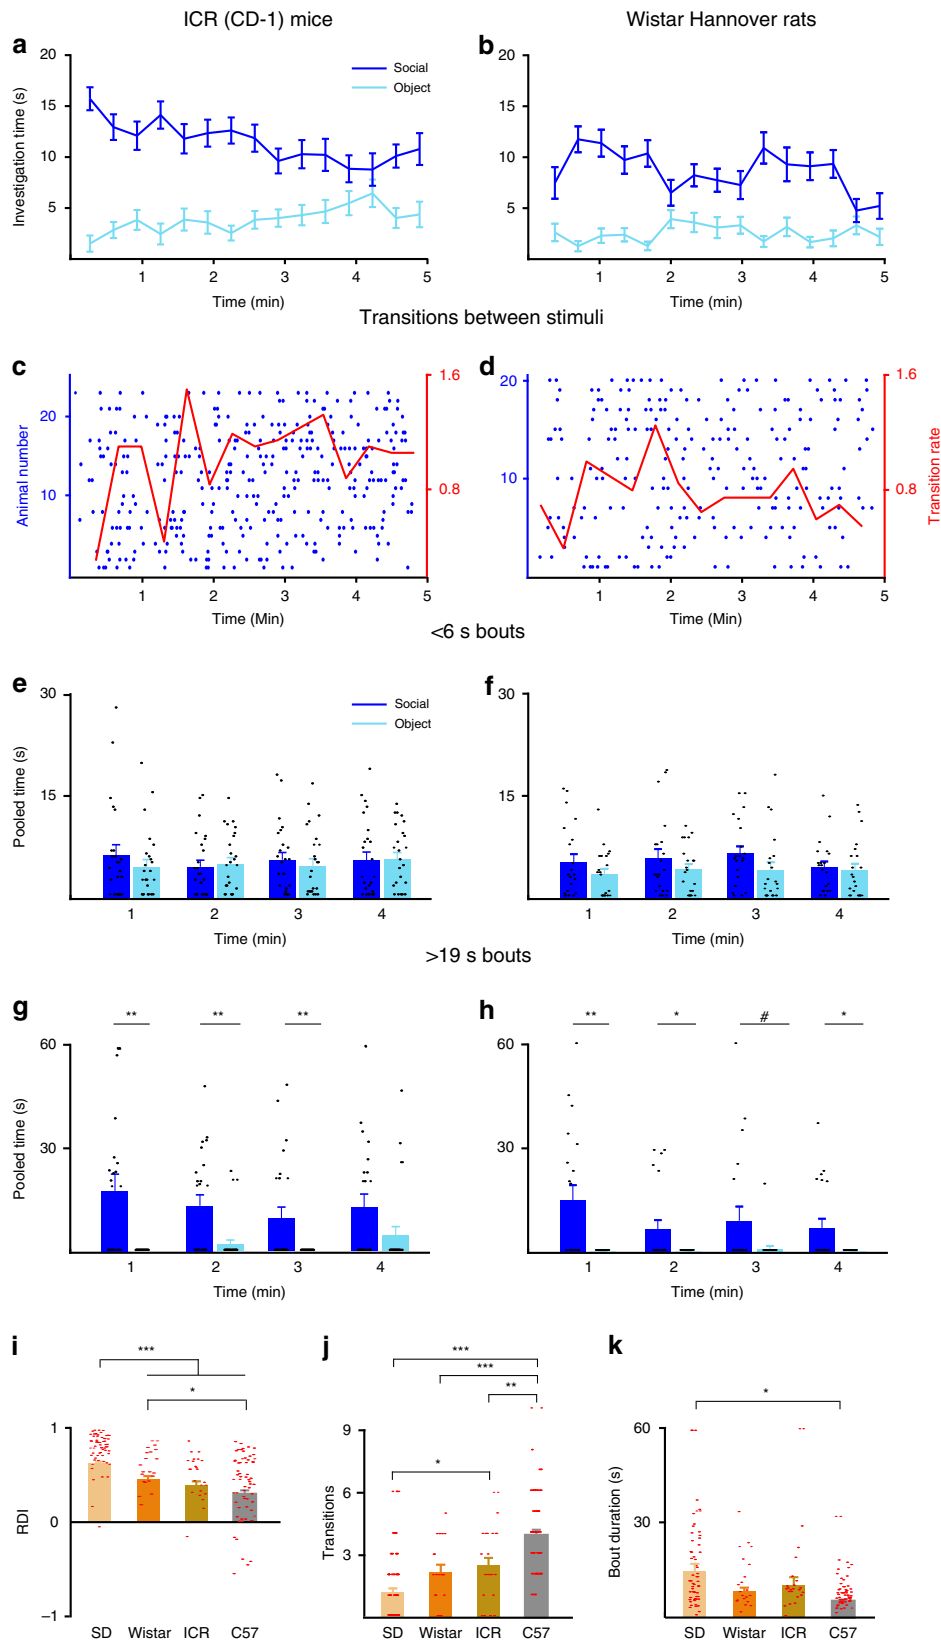 ICR (CD-1) mice
Wistar Hannover rats
a
b
20
15
10
5
Investigation time (s)
Social
Object
1 2 3 4 5
Time (min)
20
15
10
5
1 2 3 4 5
Time (min)
Transitions between stimuli
c
d
Animal number
20
10
1.6
0.8
1 2 3 4 5
Time (Min)
20
10
1.6
0.8
Transition rate
1 2 3 4 5
Time (Min)
<6 s bouts
e
f
30
15
Pooled time (s)
Social
Object
1 2 3 4
Time (min)
30
15
1 2 3 4
Time (min)
>19 s bouts
g
h
** ** **
60
30
Pooled time (s)
1 2 3 4
Time (min)
** * # *
60
30
1 2 3 4
Time (min)
i
j
k
***
*
1
0
−1
RDI
SD Wistar ICR C57
***
***
**
*
9
6
3
Transitions
SD Wistar ICR C57
*
60
30
Bout duration (s)
SD Wistar ICR C57